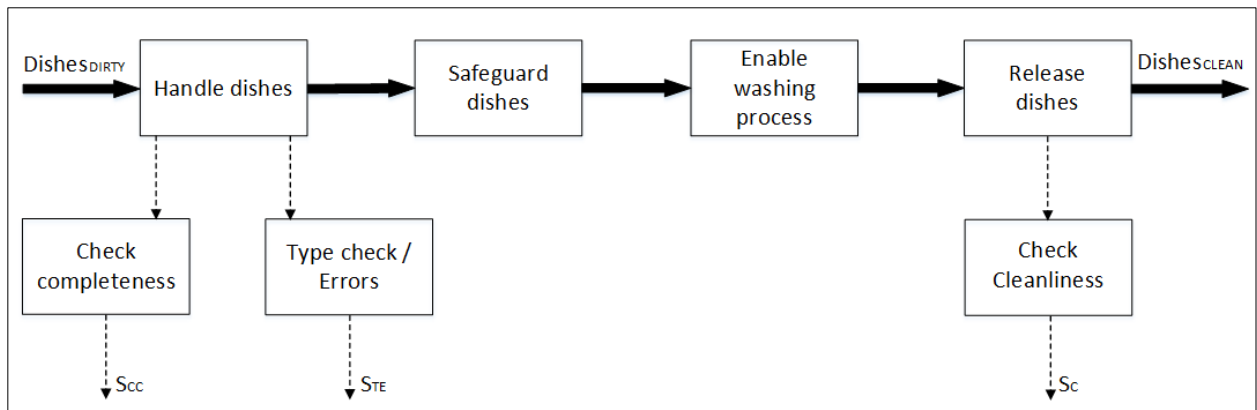 DishesDIRTY
Handle dishes
Safeguard
dishes
Enable
washing
process
Release
dishes
DishesCLEAN
Check
completeness
Type check /
Errors
Check
Cleanliness
SCC
STE
SC